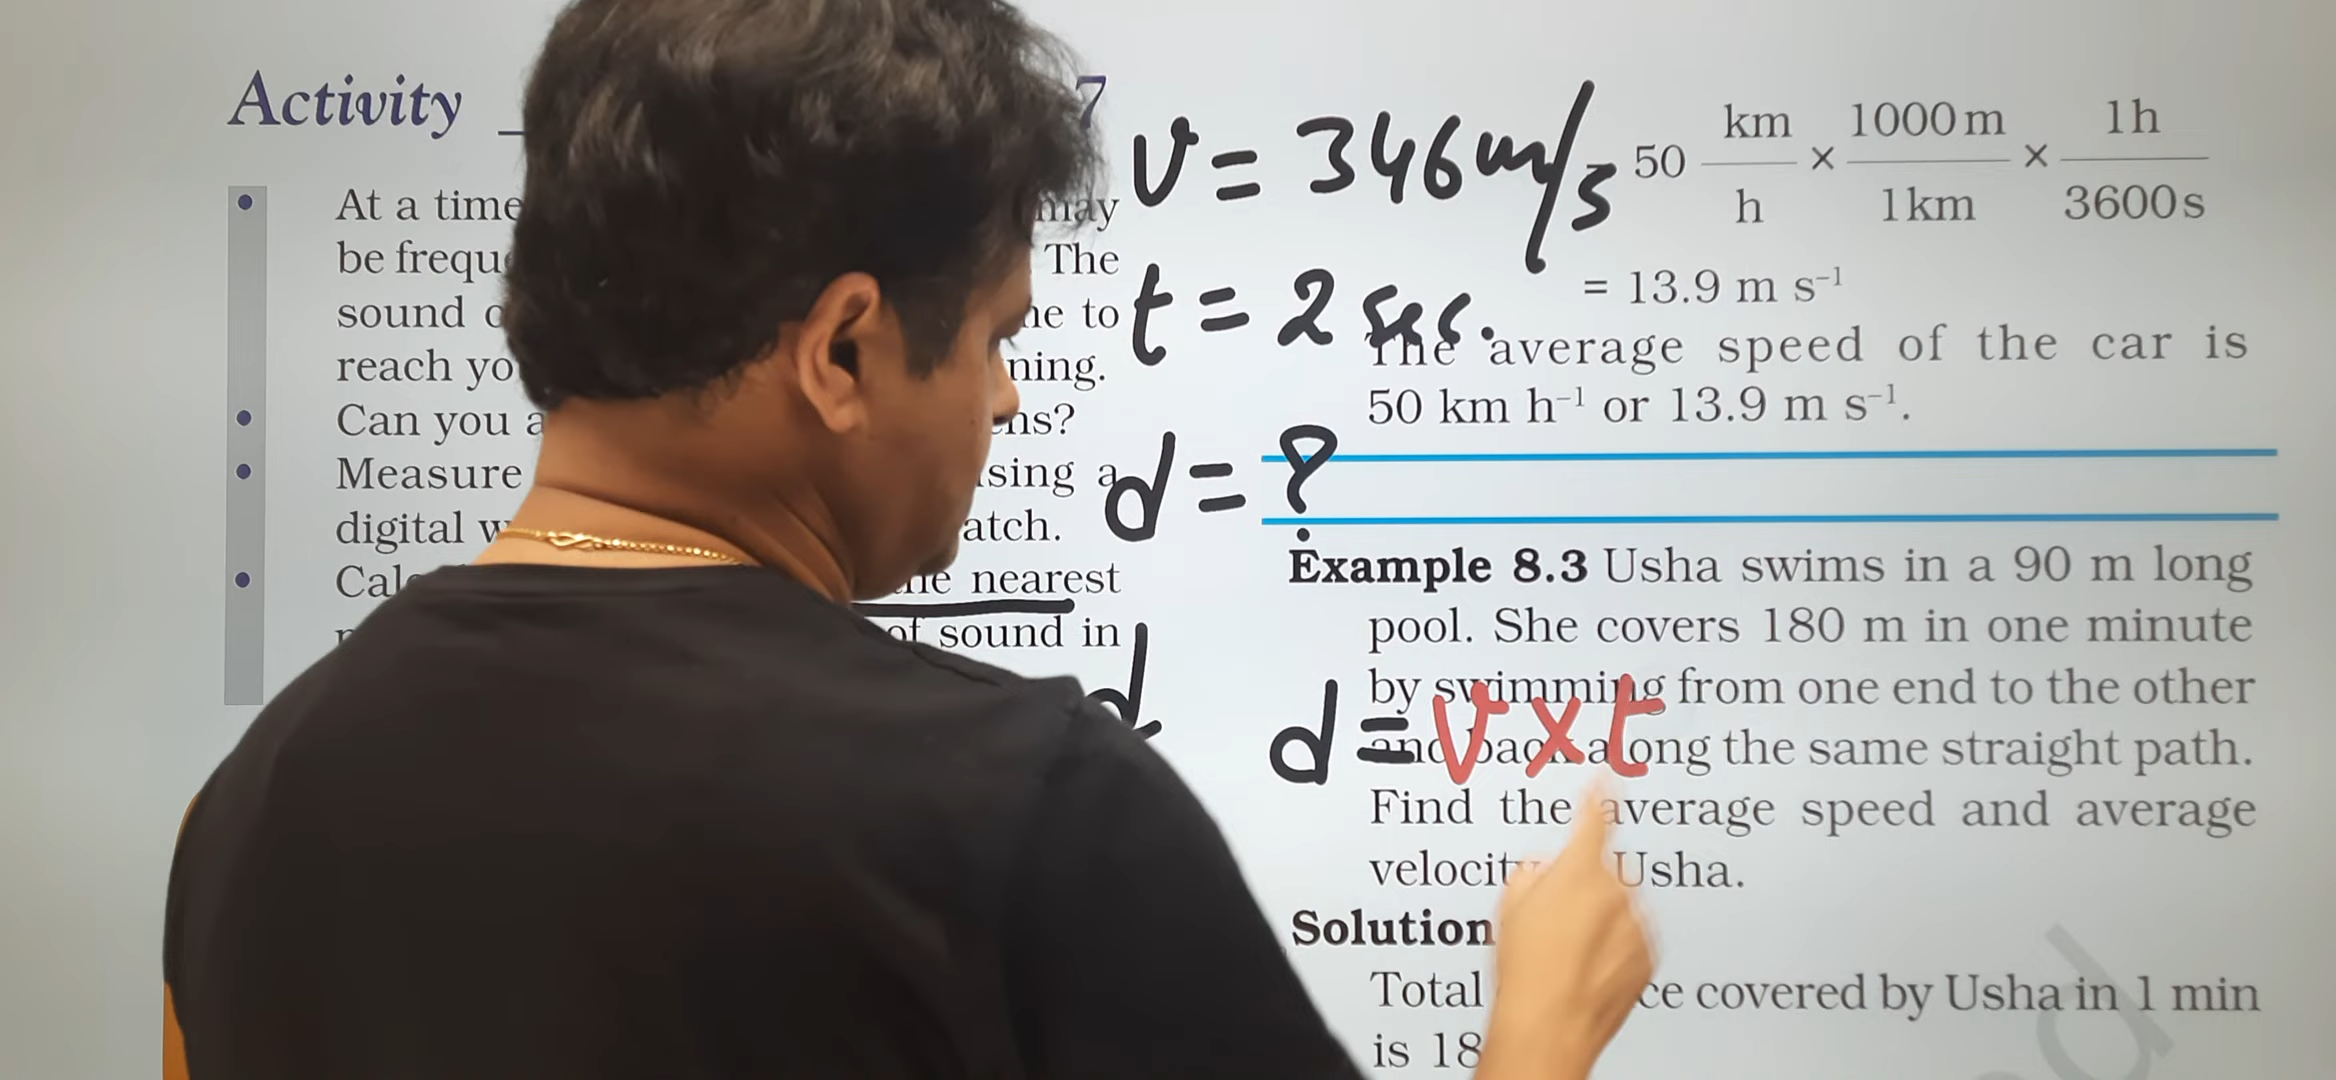 Activity _ 7
At a time may
be frequ The
sound to
reach yo ning.
Can you
Measure sing a
digital w atch.
Cal nearest
of sound in
v = 346 m/s
t = 2 sec.
d = ?
d
50 km/h × 1000 m/1 km × 1h/3600 s
= 13.9 m s⁻¹
The average speed of the car is
50 km h⁻¹ or 13.9 m s⁻¹.
Example 8.3 Usha swims in a 90 m long
pool. She covers 180 m in one minute
by swimming from one end to the other
and back along the same straight path.
d = v × t
Find the average speed and average
velocit Usha.
Solution
Total ce covered by Usha in 1 min
is 18